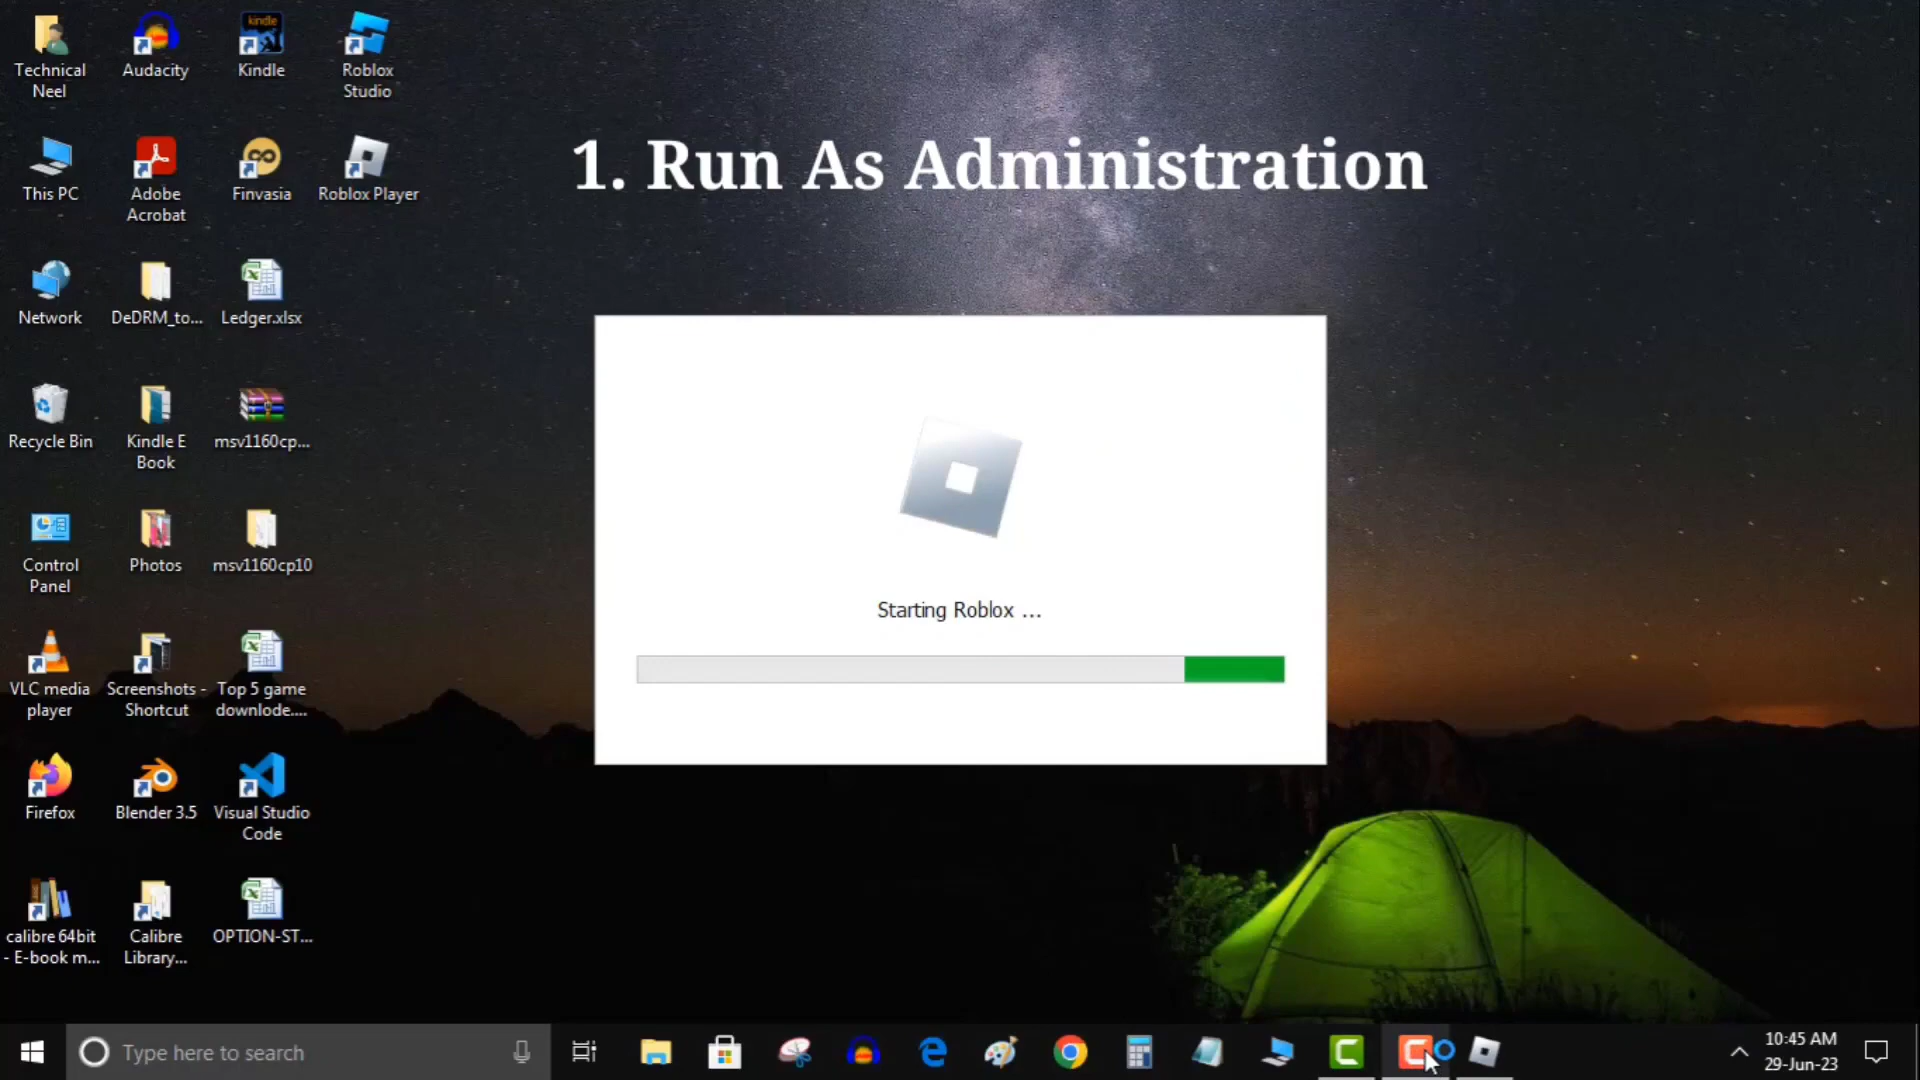 Technical
Neel
Audacity
kindle
Kindle
Roblox
Studio
This PC
Adobe
Acrobat
Finvasia
Roblox Player
1. Run As Administration
Network
DeDRM_to...
Ledger.xlsx
Recycle Bin
Kindle E
Book
msv1160cp...
Control
Panel
Photos
msv1160cp10
Starting Roblox ...
VLC media
player
Screenshots -
Shortcut
Top 5 game
downlode....
Firefox
Blender 3.5
Visual Studio
Code
calibre 64bit
- E-book m...
Calibre
Library...
OPTION-ST...
Type here to search
10:45 AM
29-Jun-23